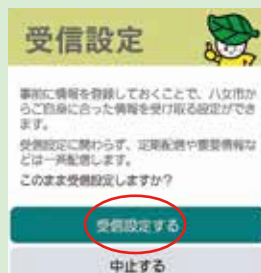 受信設定
事前に情報を登録しておくことで、八女市か
らご自身に合った情報を受け取る設定ができ
ます。
受信設定に関わらず、定期配信や重要情報な
どは一斉配信します。
このまま受信設定しますか？
受信設定する
中止する